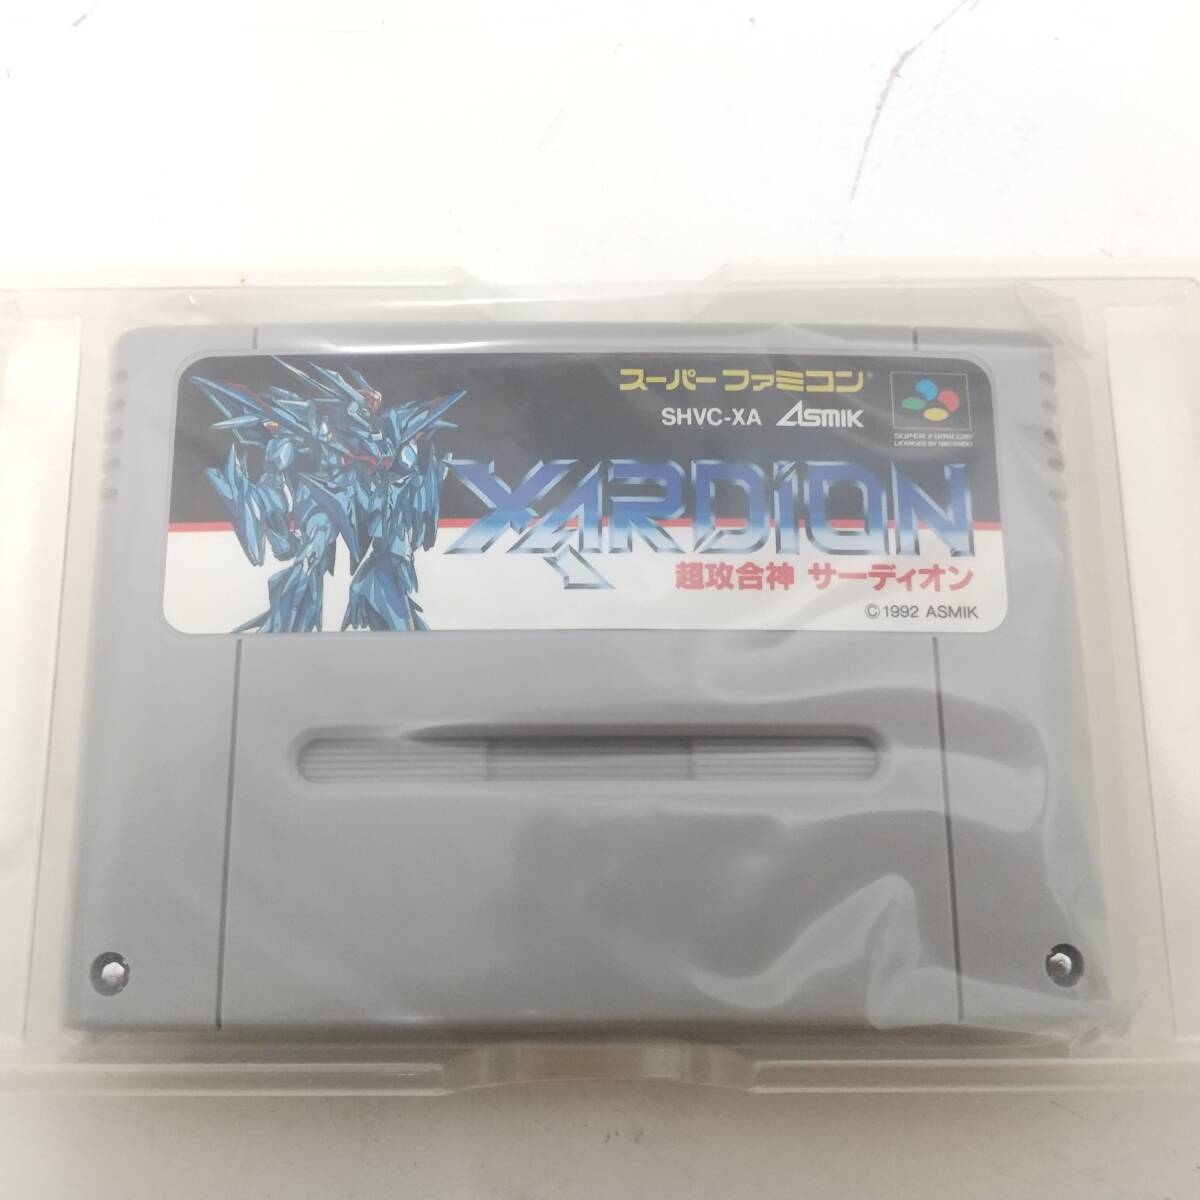 スーパーファミコン®
SHVC-XA ASMIK
SUPER FAMICOM
LICENSED BY NINTENDO
XARDION
超攻合神 サーディオン
©1992 ASMIK